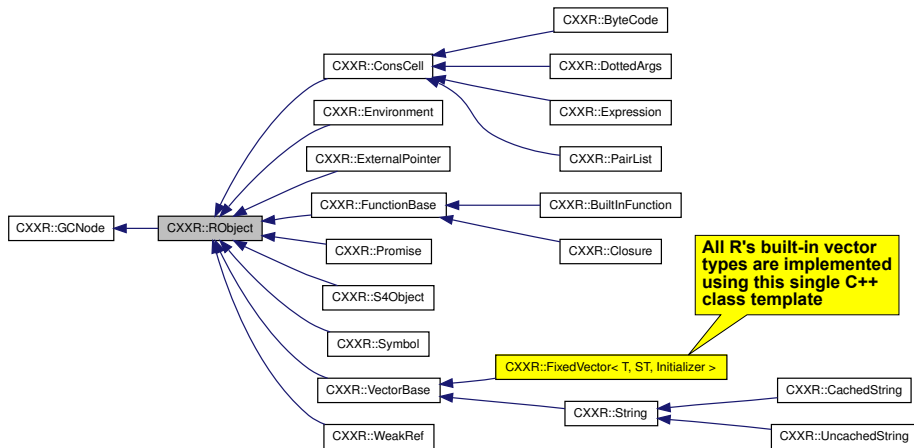 CXXR::ByteCode
CXXR::ConsCell
CXXR::DottedArgs
CXXR::Environment
CXXR::Expression
CXXR::ExternalPointer
CXXR::PairList
CXXR::FunctionBase
CXXR::BuiltInFunction
CXXR::GCNode
CXXR::RObject
CXXR::Promise
CXXR::Closure
All R's built-in vector
types are implemented
using this single C++
class template
CXXR::S4Object
CXXR::Symbol
CXXR::FixedVector< T, ST, Initializer >
CXXR::VectorBase
CXXR::CachedString
CXXR::String
CXXR::WeakRef
CXXR::UncachedString